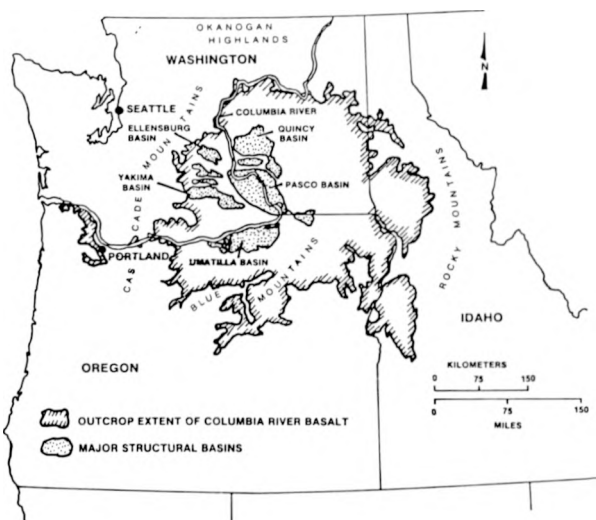 OKANOGAN
HIGHLANDS
WASHINGTON
N
SEATTLE
COLUMBIA RIVER
ELLENSBURG
BASIN
QUINCY
BASIN
CASCADE MOUNTAINS
YAKIMA
BASIN
PASCO BASIN
ROCKY MOUNTAINS
PORTLAND
UMATILLA BASIN
BLUE MOUNTAINS
IDAHO
OREGON
KILOMETERS
0 75 150
0 75 150
MILES
OUTCROP EXTENT OF COLUMBIA RIVER BASALT
MAJOR STRUCTURAL BASINS